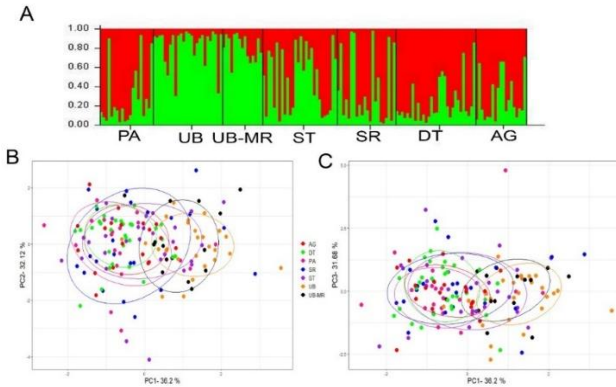 A
1.00
0.80
0.60
0.40
0.20
0.00
PA UB UB-MR ST SR DT AG
B
C
PC2- 32.12 %
PC1- 36.2 %
AG
DT
PA
SR
ST
UB
UB-MR
PC3- 31.68 %
PC1- 36.2 %